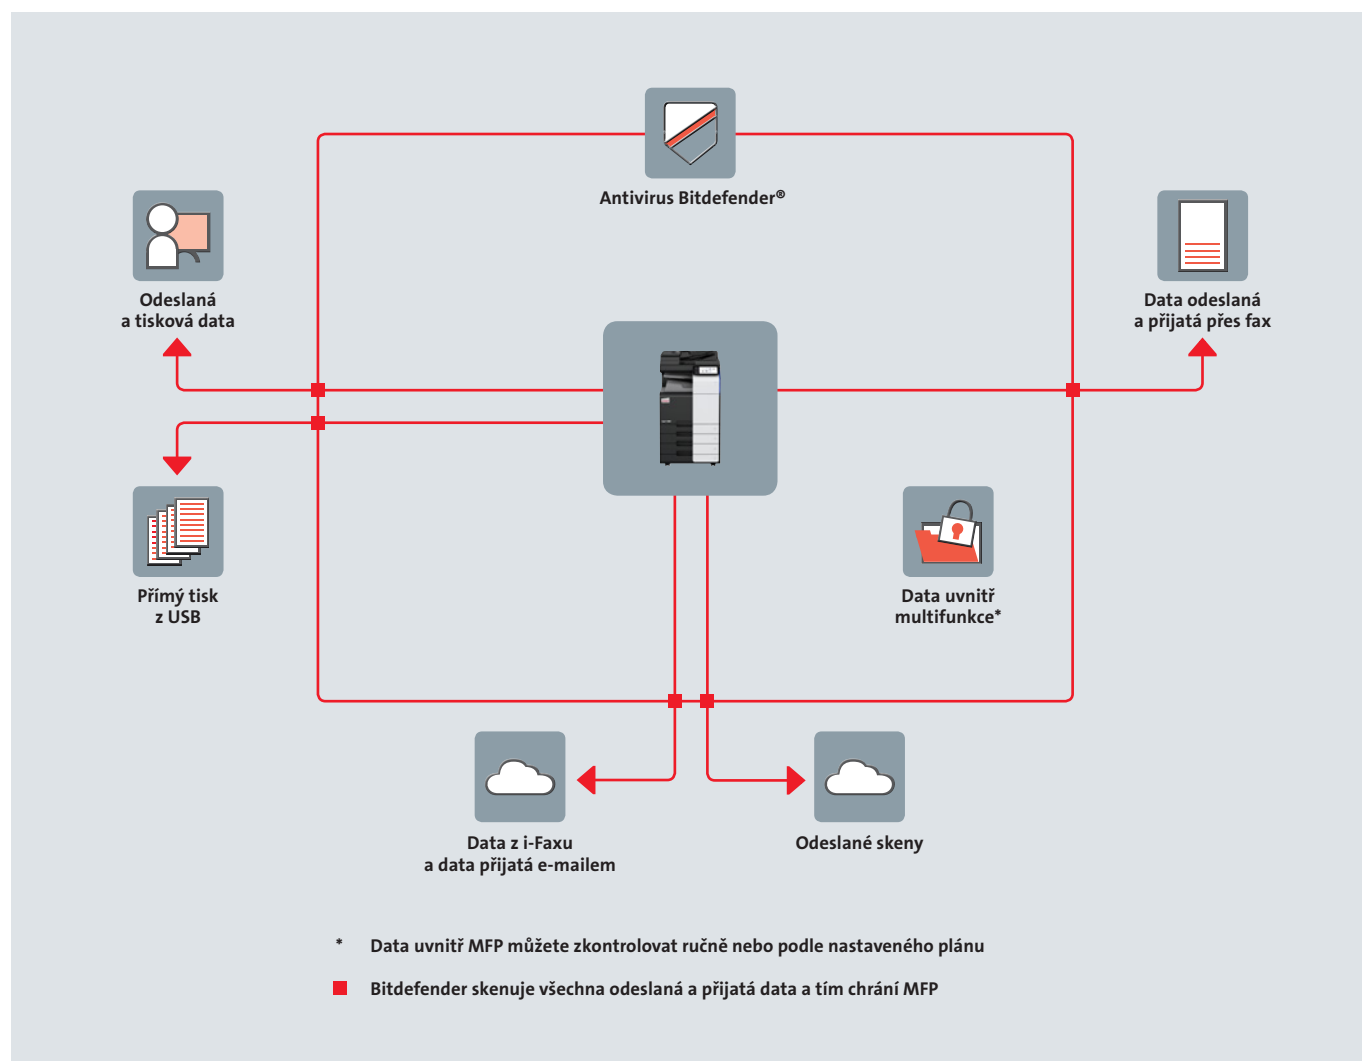 Antivirus Bitdefender®
Odeslaná
a tisková data
Data odeslaná
a přijatá přes fax
Přímý tisk
z USB
Data uvnitř
multifunkce*
Data z i-Faxu
a data přijatá e-mailem
Odeslané skeny
* Data uvnitř MFP můžete zkontrolovat ručně nebo podle nastaveného plánu
Bitdefender skenuje všechna odeslaná a přijatá data a tím chrání MFP